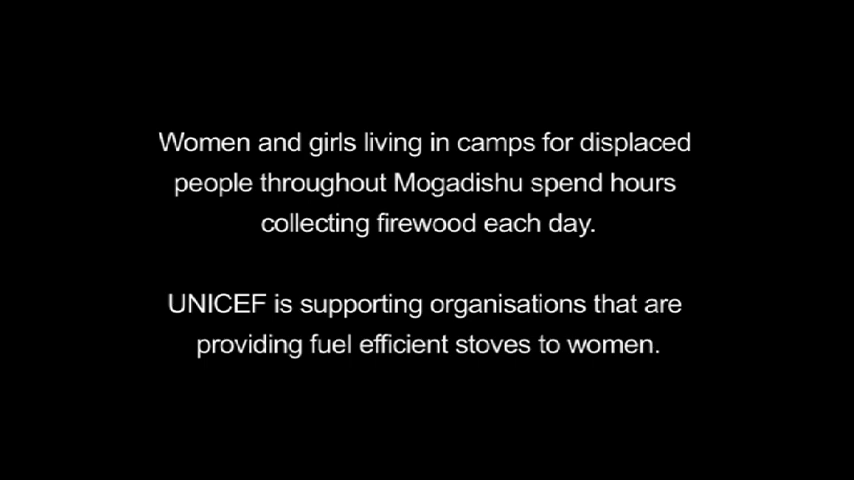 Women and girls living in camps for displaced
people throughout Mogadishu spend hours
collecting firewood each day.
UNICEF is supporting organisations that are
providing fuel efficient stoves to women.